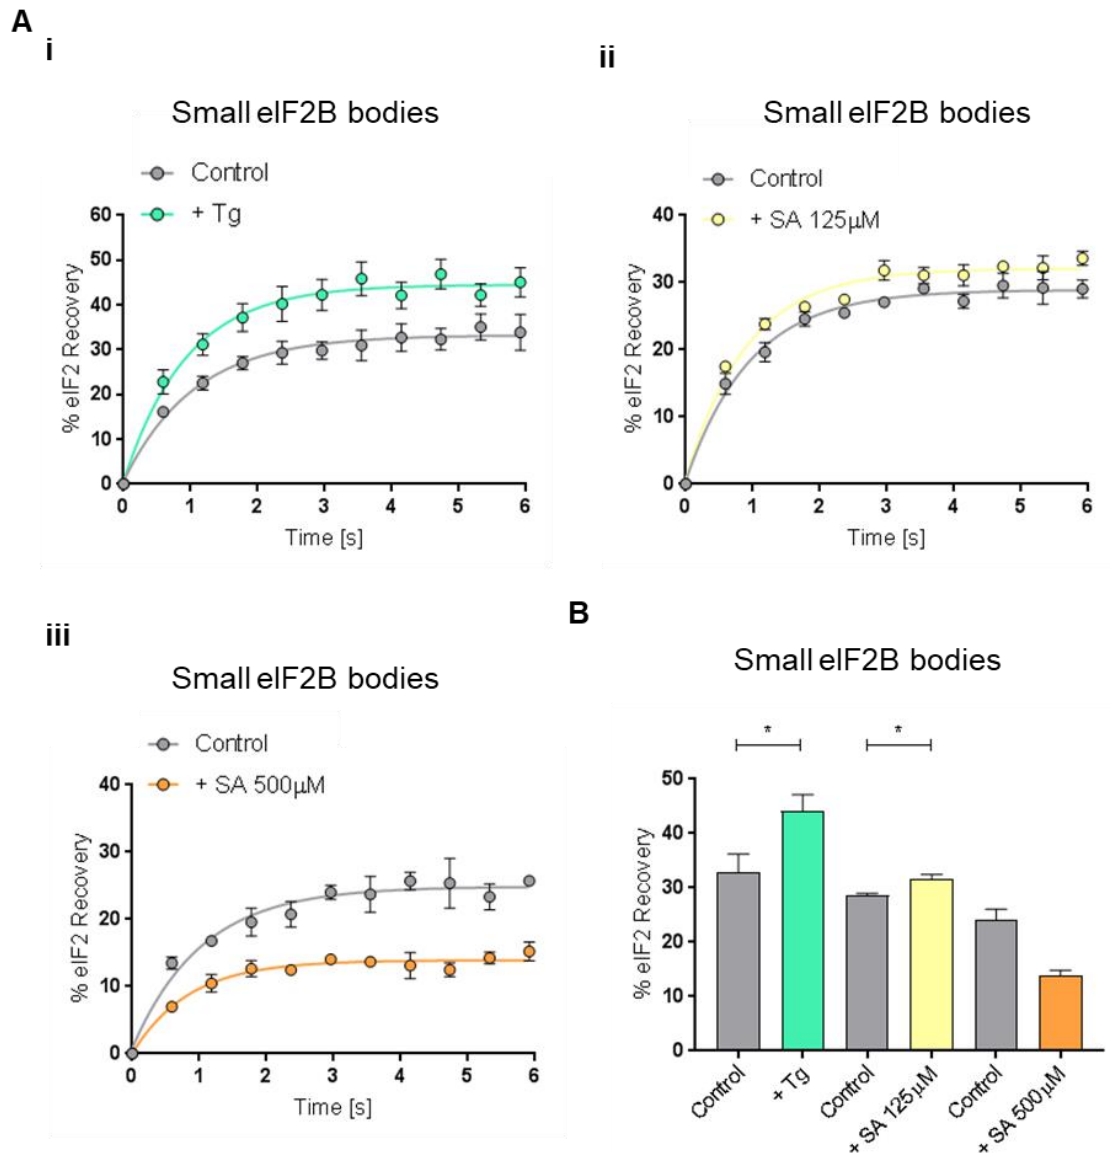 A
i
Small eIF2B bodies
Control
+ Tg
60
50
40
30
20
10
0
% eIF2 Recovery
0 1 2 3 4 5 6
Time [s]
ii
Small eIF2B bodies
Control
+ SA 125µM
40
30
20
10
0
% eIF2 Recovery
0 1 2 3 4 5 6
Time [s]
iii
Small eIF2B bodies
Control
+ SA 500µM
40
30
20
10
0
% eIF2 Recovery
0 1 2 3 4 5 6
Time [s]
B
Small eIF2B bodies
* *
50
40
30
20
10
0
% eIF2 Recovery
Control
+ Tg
Control
+ SA 125µM
Control
+ SA 500µM